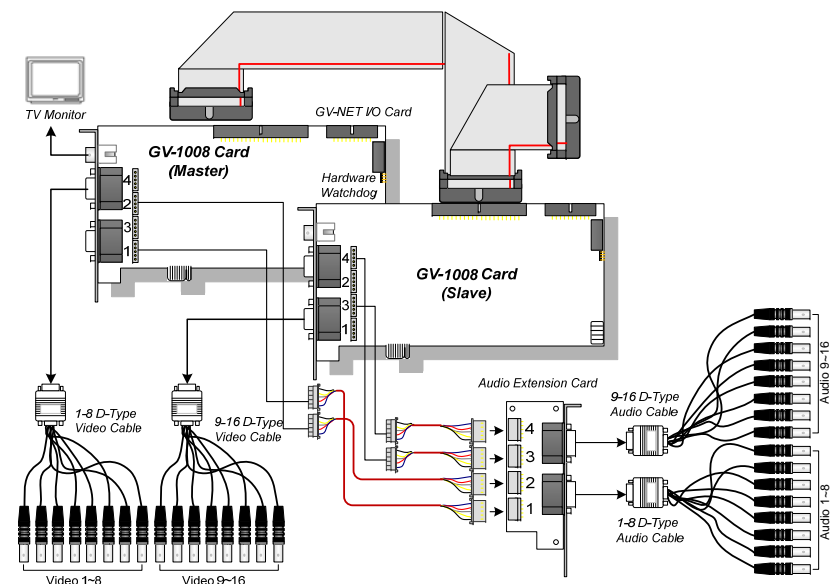 TV Monitor
GV-NET I/O Card
GV-1008 Card
(Master)
Hardware
Watchdog
4
2
3
1
GV-1008 Card
(Slave)
4
2
3
1
Audio Extension Card
4
3
2
1
1-8 D-Type
Video Cable
9-16 D-Type
Video Cable
9-16 D-Type
Audio Cable
1-8 D-Type
Audio Cable
Audio 9~16
Audio 1~8
Video 1~8
Video 9~16